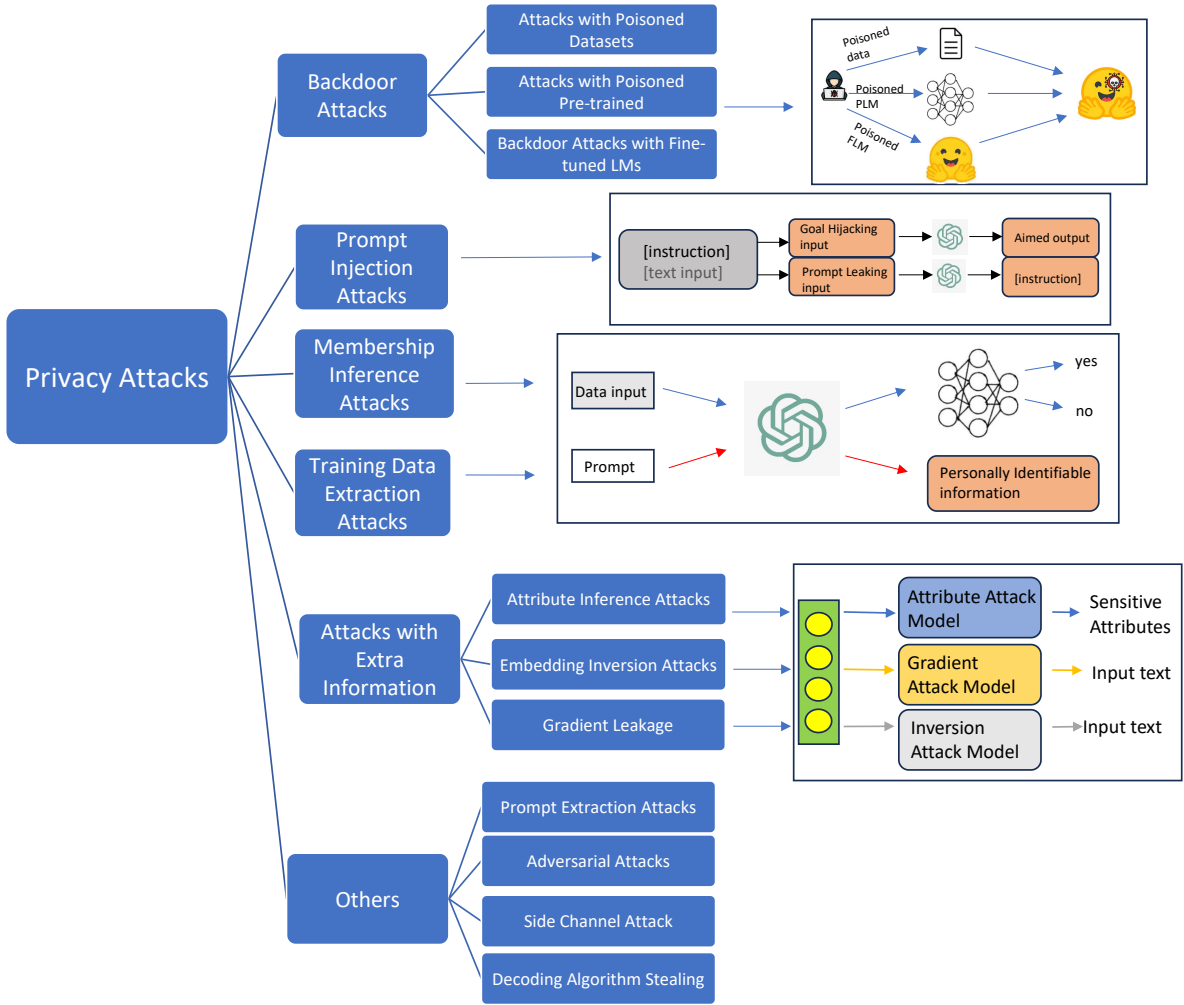 Privacy Attacks
Backdoor
Attacks
Attacks with Poisoned
Datasets
Attacks with Poisoned
Pre-trained
Backdoor Attacks with Fine-
tuned LMs
Poisoned
data
Poisoned
PLM
Poisoned
FLM
Prompt
Injection
Attacks
[instruction]
[text input]
Goal Hijacking
input
Aimed output
Prompt Leaking
input
[instruction]
Membership
Inference
Attacks
Training Data
Extraction
Attacks
Data input
Prompt
yes
no
Personally Identifiable
information
Attacks with
Extra
Information
Attribute Inference Attacks
Embedding Inversion Attacks
Gradient Leakage
Attribute Attack
Model
Sensitive
Attributes
Gradient
Attack Model
Input text
Inversion
Attack Model
Input text
Others
Prompt Extraction Attacks
Adversarial Attacks
Side Channel Attack
Decoding Algorithm Stealing